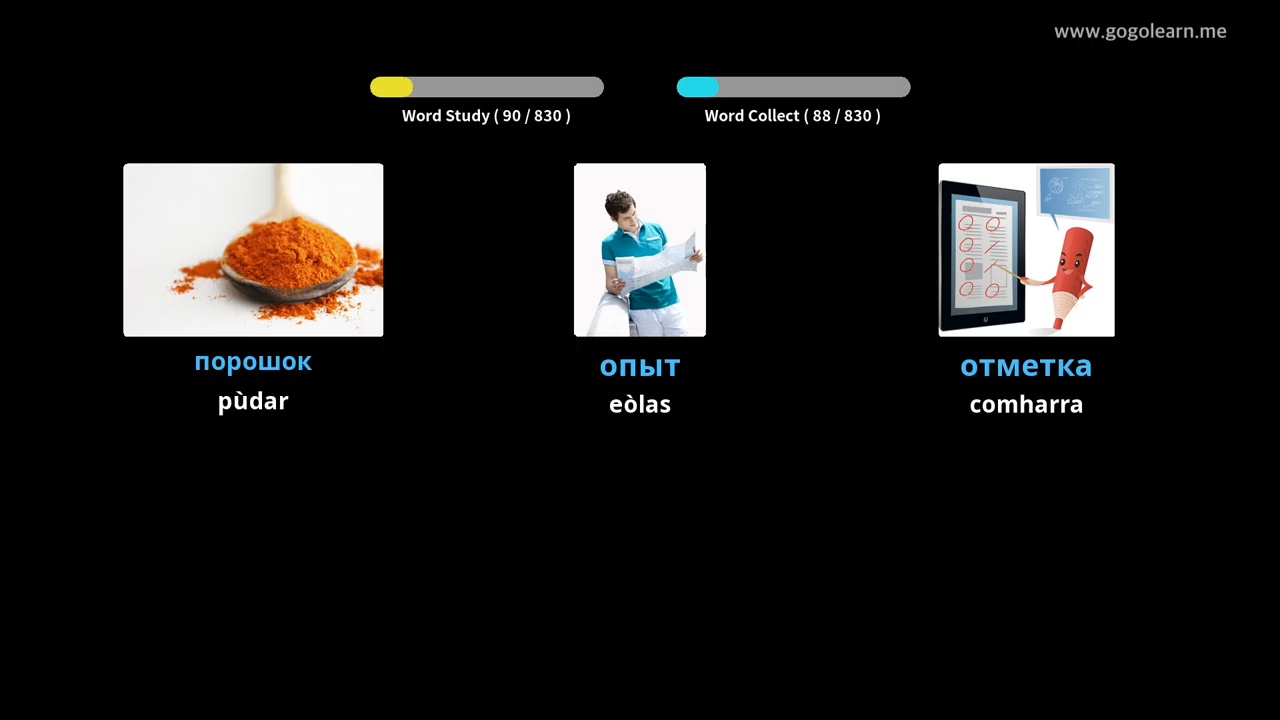 www.gogolearn.me
Word Study ( 90 / 830 )
Word Collect ( 88 / 830 )
порошок
pùdar
опыт
eòlas
отметка
comharra